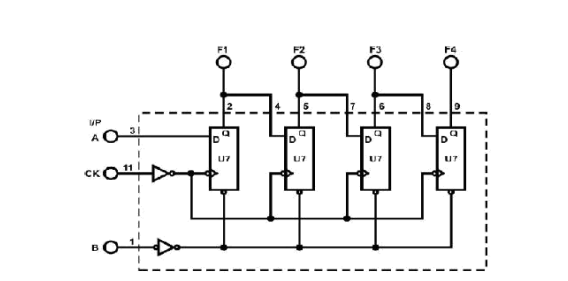 F1 F2 F3 F4
2 4 5 7 6 8 9
I/P
A 3 D Q D Q D Q D Q
U7 U7 U7 U7
CK 11
B 1